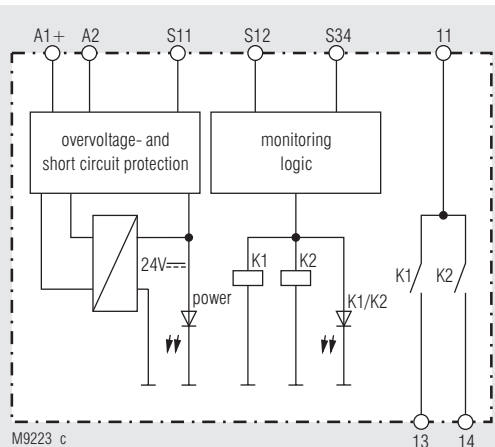 A1+ A2 S11 S12 S34 11
overvoltage- and
short circuit protection
monitoring
logic
24V
power
K1 K2
K1/K2
K1 K2
13 14
M9223 c